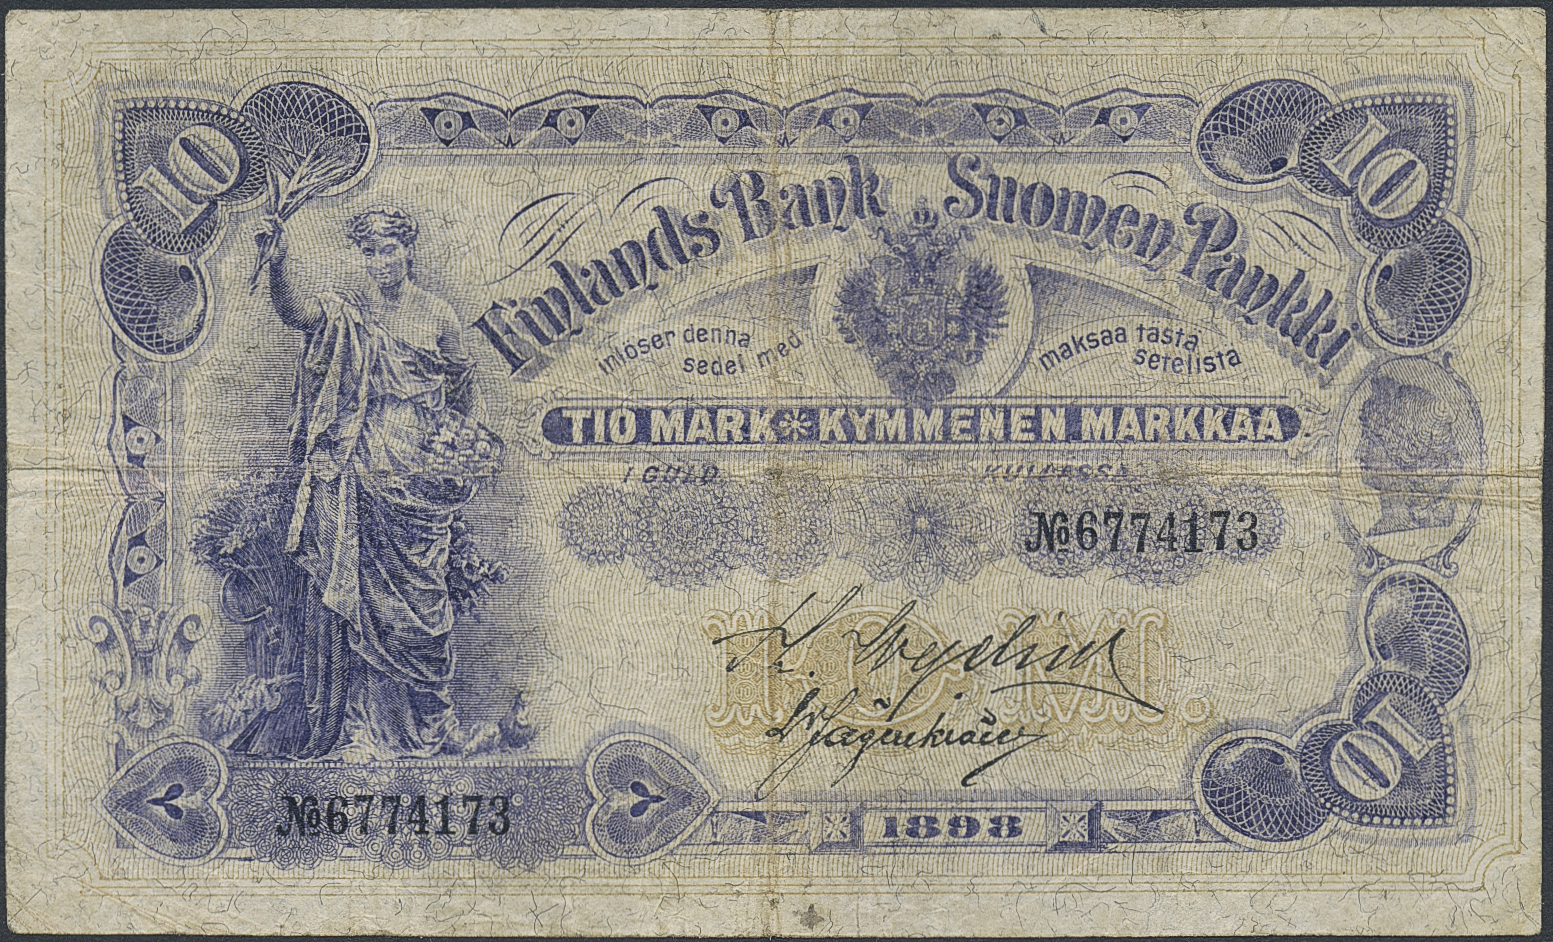 10
10
Finlands Bank Suomen Pankki
inlöser denna
sedel med
maksaa tästä
setelistä
TIO MARK * KYMMENEN MARKKAA
I GULD
KULLASSA
№6774173
10 M.
10
№6774173
1898